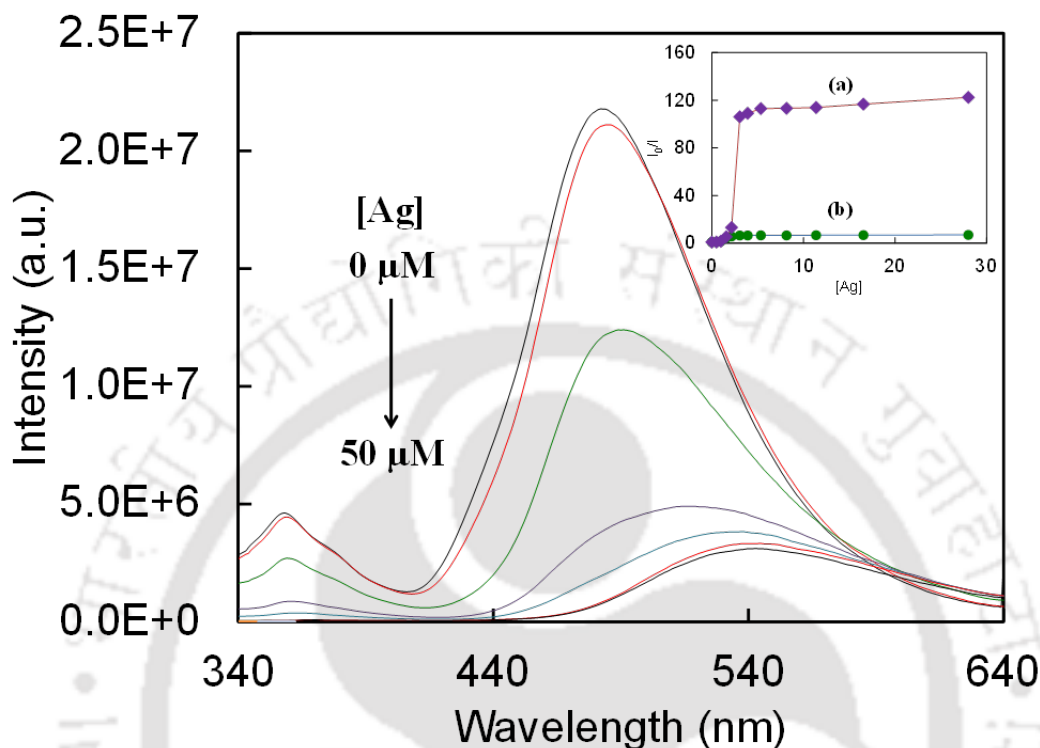 2.5E+7
2.0E+7
1.5E+7
1.0E+7
5.0E+6
0.0E+0
Intensity (a.u.)
[Ag]
0 μM
50 μM
160
120
80
40
0
I0/I
(a)
(b)
0 10 20 30
[Ag]
340 440 540 640
Wavelength (nm)
भारतीय प्रौद्योगिकी संस्थान गुवाहाटी